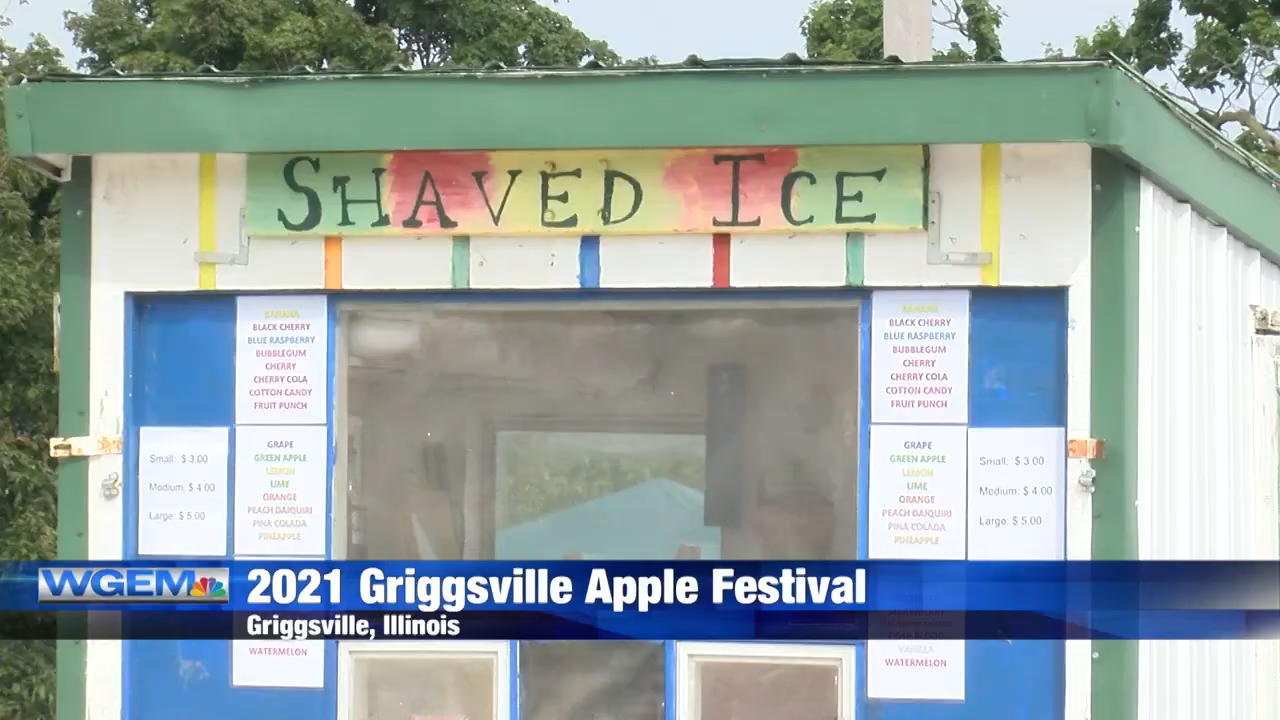 SHAVED ICE
BANANA
BLACK CHERRY
BLUE RASPBERRY
BUBBLEGUM
CHERRY
CHERRY COLA
COTTON CANDY
FRUIT PUNCH
GRAPE
GREEN APPLE
LEMON
LIME
ORANGE
PEACH DAIQUIRI
PINA COLADA
PINEAPPLE
Small: $ 3.00
Medium: $ 4.00
Large: $ 5.00
WATERMELON
BANANA
BLACK CHERRY
BLUE RASPBERRY
BUBBLEGUM
CHERRY
CHERRY COLA
COTTON CANDY
FRUIT PUNCH
GRAPE
GREEN APPLE
LEMON
LIME
ORANGE
PEACH DAIQUIRI
PINA COLADA
PINEAPPLE
Small: $ 3.00
Medium: $ 4.00
Large: $ 5.00
VANILLA
WATERMELON
WGEM
2021 Griggsville Apple Festival
Griggsville, Illinois